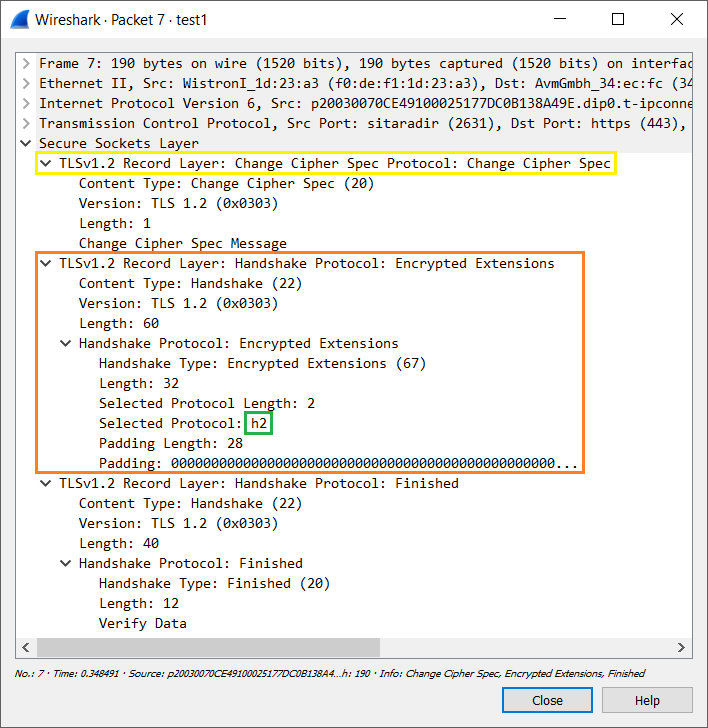 Wireshark · Packet 7 · test1
Frame 7: 190 bytes on wire (1520 bits), 190 bytes captured (1520 bits) on interfac
Ethernet II, Src: WistronI_1d:23:a3 (f0:de:f1:1d:23:a3), Dst: AvmGmbh_34:ec:fc (34
Internet Protocol Version 6, Src: p20030070CE49100025177DC0B138A49E.dip0.t-ipconne
Transmission Control Protocol, Src Port: sitaradir (2631), Dst Port: https (443),
Secure Sockets Layer
TLSv1.2 Record Layer: Change Cipher Spec Protocol: Change Cipher Spec
Content Type: Change Cipher Spec (20)
Version: TLS 1.2 (0x0303)
Length: 1
Change Cipher Spec Message
TLSv1.2 Record Layer: Handshake Protocol: Encrypted Extensions
Content Type: Handshake (22)
Version: TLS 1.2 (0x0303)
Length: 60
Handshake Protocol: Encrypted Extensions
Handshake Type: Encrypted Extensions (67)
Length: 32
Selected Protocol Length: 2
Selected Protocol: h2
Padding Length: 28
Padding: 000000000000000000000000000000000000000000000000...
TLSv1.2 Record Layer: Handshake Protocol: Finished
Content Type: Handshake (22)
Version: TLS 1.2 (0x0303)
Length: 40
Handshake Protocol: Finished
Handshake Type: Finished (20)
Length: 12
Verify Data
No.: 7 · Time: 0.348491 · Source: p20030070CE49100025177DC0B138A4...h: 190 · Info: Change Cipher Spec, Encrypted Extensions, Finished
Close
Help